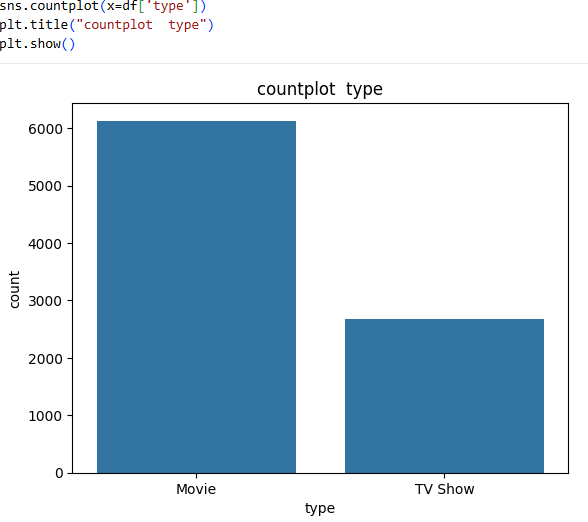 sns.countplot(x=df['type'])
plt.title("countplot  type")
plt.show()
countplot  type
6000
5000
4000
3000
2000
1000
0
count
Movie
TV Show
type